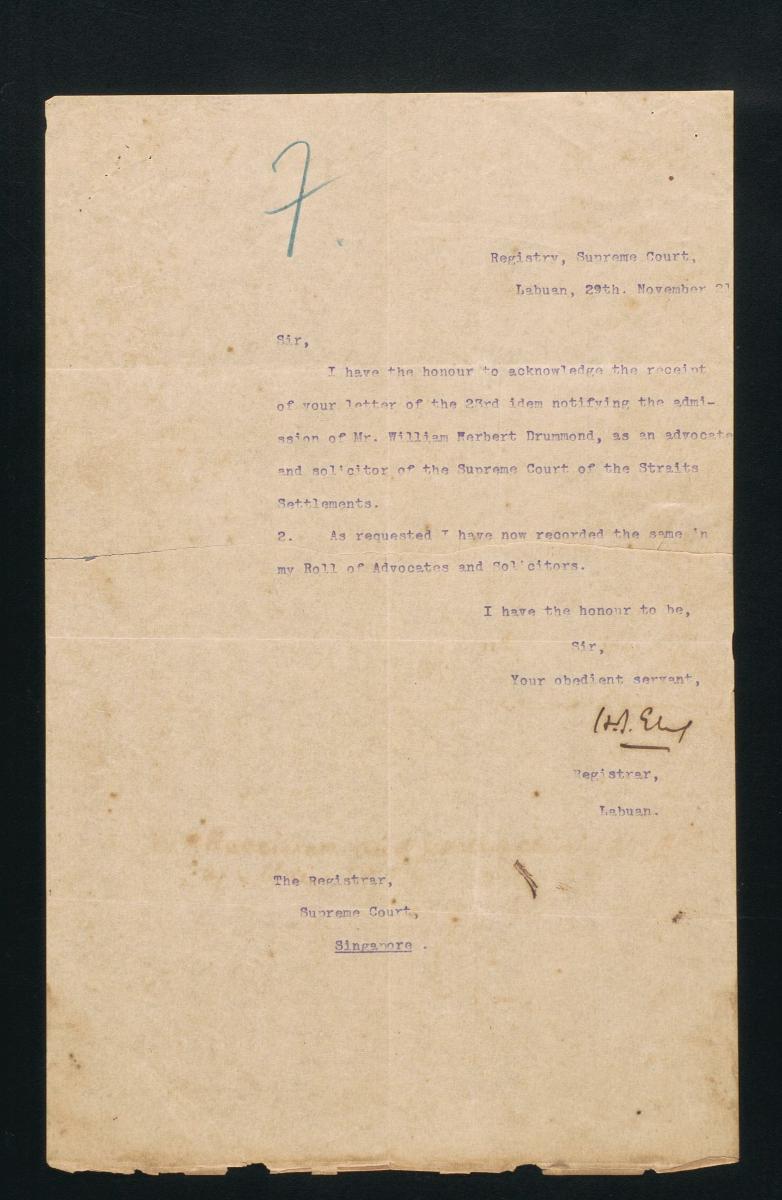 7.
Registry, Supreme Court,
Labuan, 29th. November 21
Sir,
I have the honour to acknowledge the receipt
of your letter of the 23rd idem notifying the admi-
ssion of Mr. William Herbert Drummond, as an advocate
and solicitor of the Supreme Court of the Straits
Settlements.
2. As requested I have now recorded the same in
my Roll of Advocates and Solicitors.
I have the honour to be,
Sir,
Your obedient servant,
Registrar,
Labuan.
The Registrar,
Supreme Court,
Singapore .